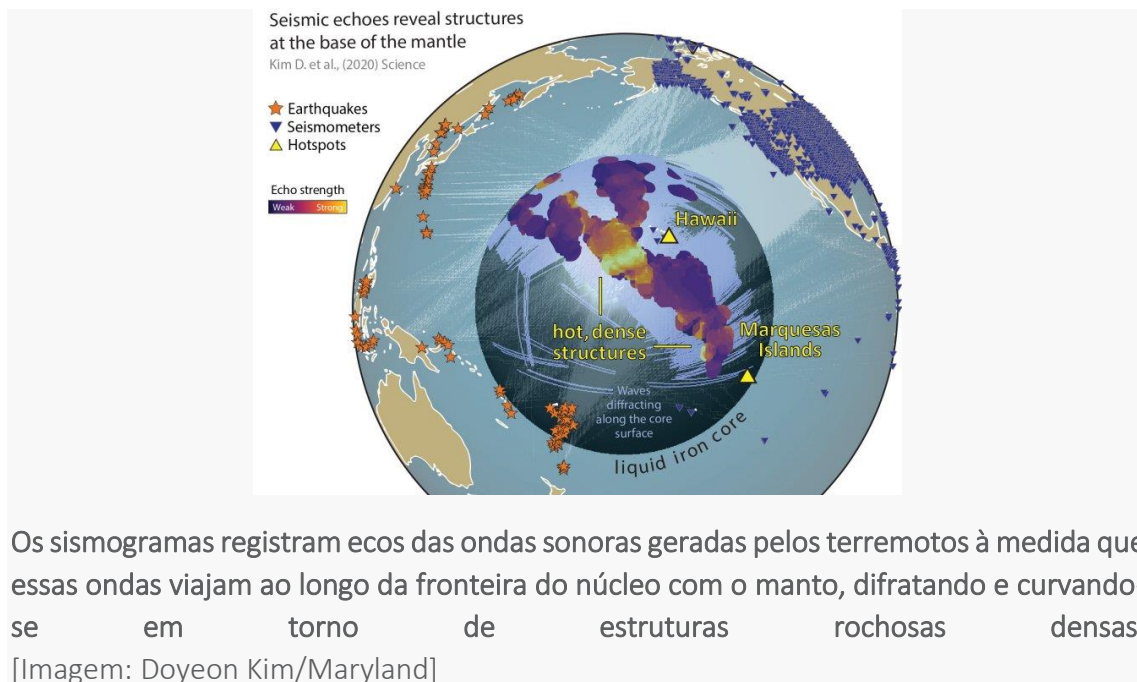 Seismic echoes reveal structures
at the base of the mantle
Kim D. et al., (2020) Science
Earthquakes
Seismometers
Hotspots
Echo strength
Weak Strong
Hawaii
hot, dense
structures
Marquesas
Islands
Waves
diffracting
along the core
surface
liquid iron core
Os sismogramas registram ecos das ondas sonoras geradas pelos terremotos à medida que
essas ondas viajam ao longo da fronteira do núcleo com o manto, difratando e curvando
se em torno de estruturas rochosas densas
[Imagem: Doyeon Kim/Maryland]